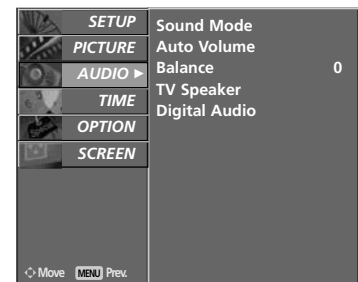 SETUP
PICTURE
AUDIO ►
TIME
OPTION
SCREEN
Sound Mode
Auto Volume
Balance 0
TV Speaker
Digital Audio
Move MENU Prev.